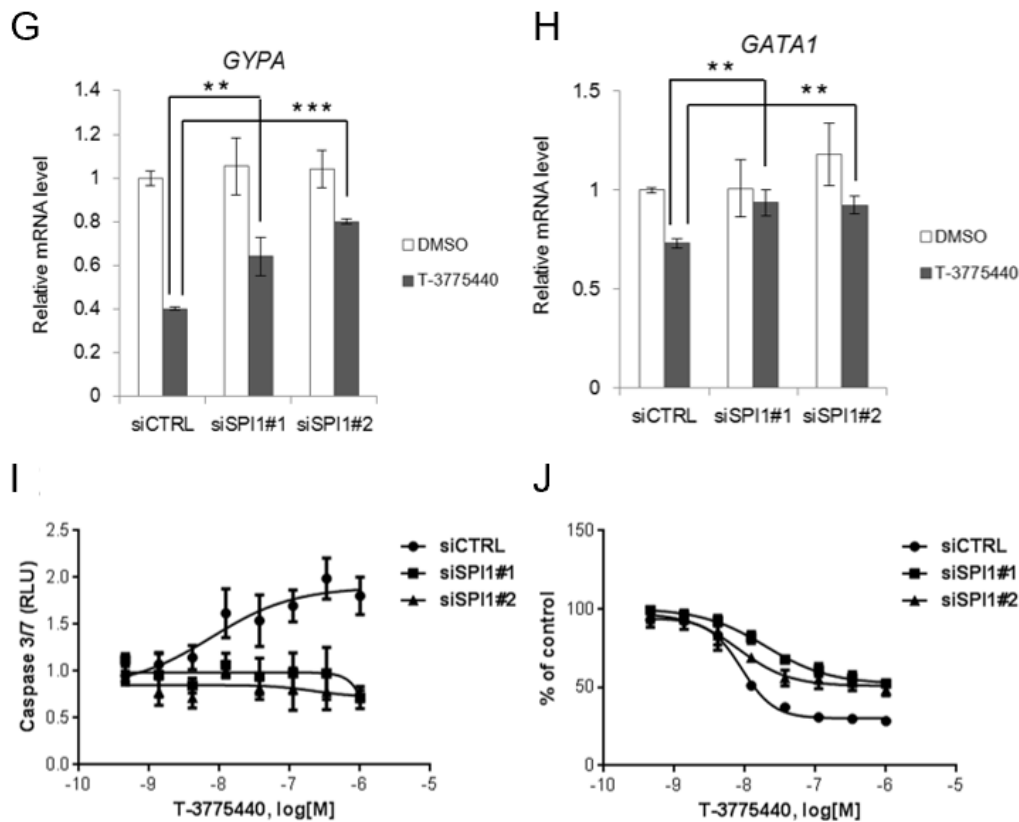 G
GYPA
1.4
1.2
1
0.8
0.6
0.4
0.2
0
Relative mRNA level
**
***
DMSO
T-3775440
siCTRL siSPI1#1 siSPI1#2
H
GATA1
1.5
1
0.5
0
Relative mRNA level
**
**
DMSO
T-3775440
siCTRL siSPI1#1 siSPI1#2
I
2.5
2.0
1.5
1.0
0.5
0.0
Caspase 3/7 (RLU)
siCTRL
siSPI1#1
siSPI1#2
-10 -9 -8 -7 -6 -5
T-3775440, log[M]
J
150
100
50
0
% of control
siCTRL
siSPI1#1
siSPI1#2
-10 -9 -8 -7 -6 -5
T-3775440, log[M]